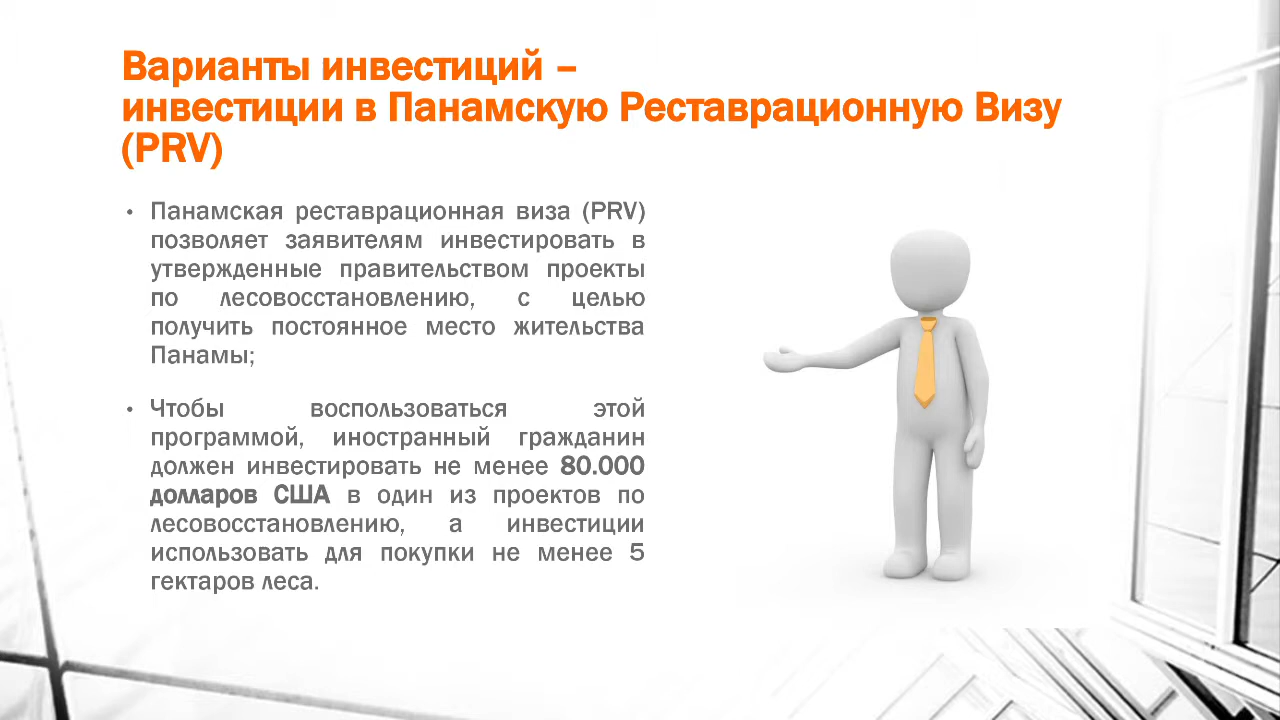 Варианты инвестиций –
инвестиции в Панамскую Реставрационную Визу
(PRV)
• Панамская реставрационная виза (PRV)
позволяет заявителям инвестировать в
утвержденные правительством проекты
по лесовосстановлению, с целью
получить постоянное место жительства
Панамы;
• Чтобы воспользоваться этой
программой, иностранный гражданин
должен инвестировать не менее 80.000
долларов США в один из проектов по
лесовосстановлению, а инвестиции
использовать для покупки не менее 5
гектаров леса.